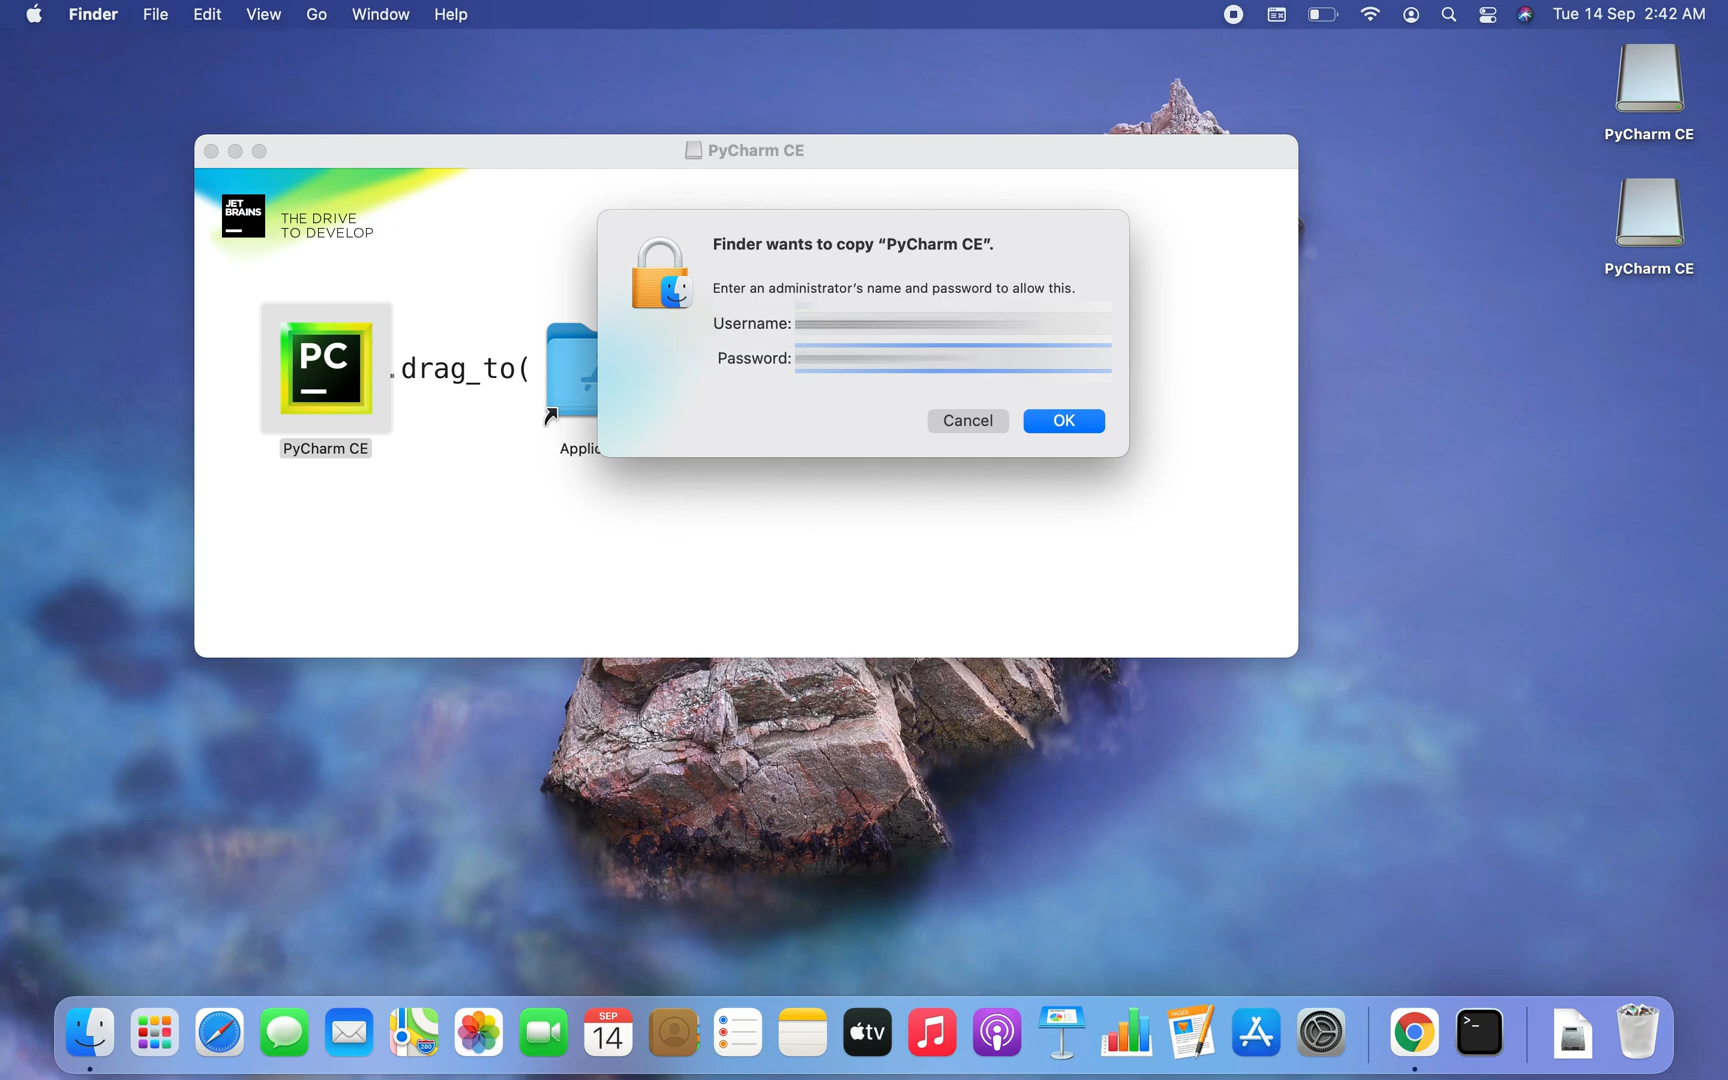 Finder File Edit View Go Window Help
Tue 14 Sep 2:42 AM
PyCharm CE
PyCharm CE
PyCharm CE
JET
BRAINS
THE DRIVE
TO DEVELOP
PC
.drag_to(
PyCharm CE
Applic
Finder wants to copy “PyCharm CE”.
Enter an administrator’s name and password to allow this.
Username:
Password:
Cancel
OK
280
SEP
14
tv
PAGES
>_